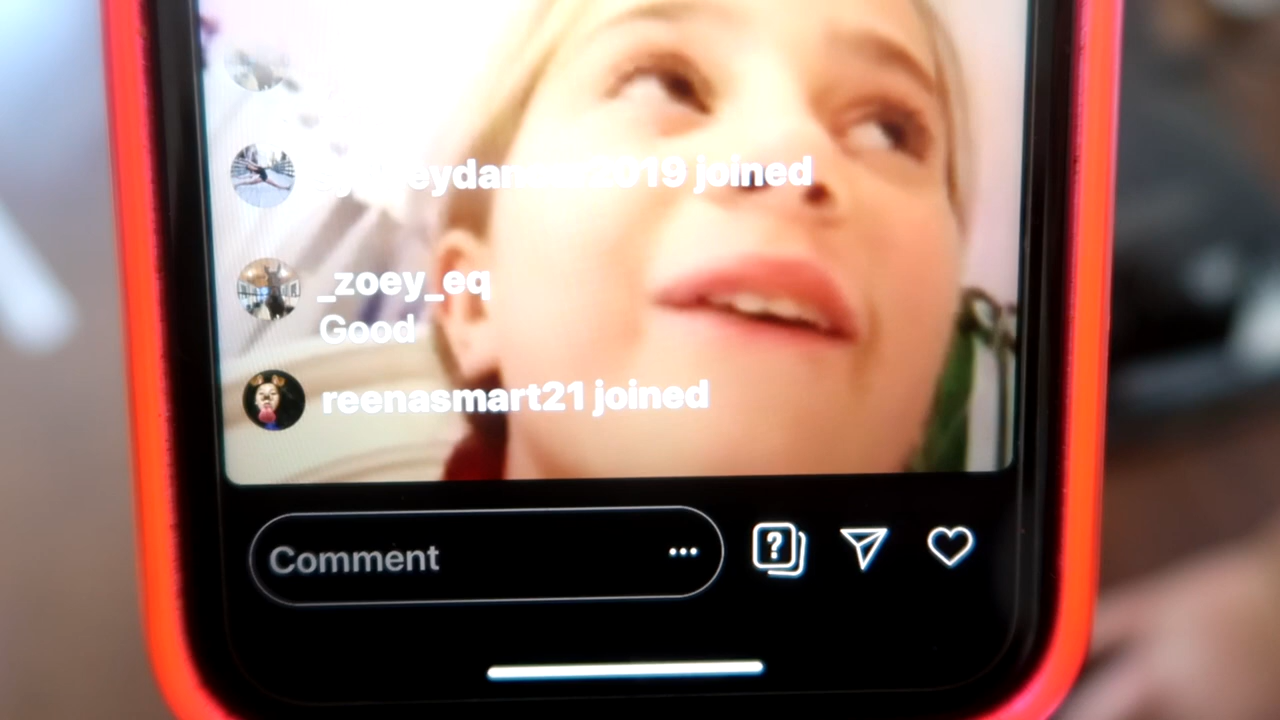 joined
_zoey_eq
Good
reenasmart21 joined
Comment
?